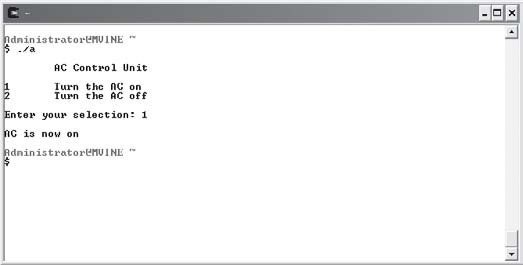 ~
Administrator@MVINE ~
$ ./a
AC Control Unit
1 Turn the AC on
2 Turn the AC off
Enter your selection: 1
AC is now on
Administrator@MVINE ~
$